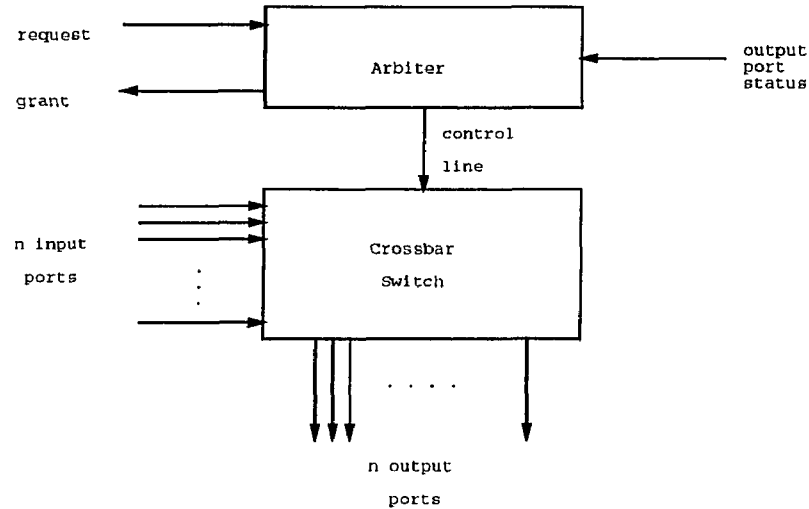 request
Arbiter
output
port
status
grant
control
line
n input
ports
Crossbar
Switch
n output
ports